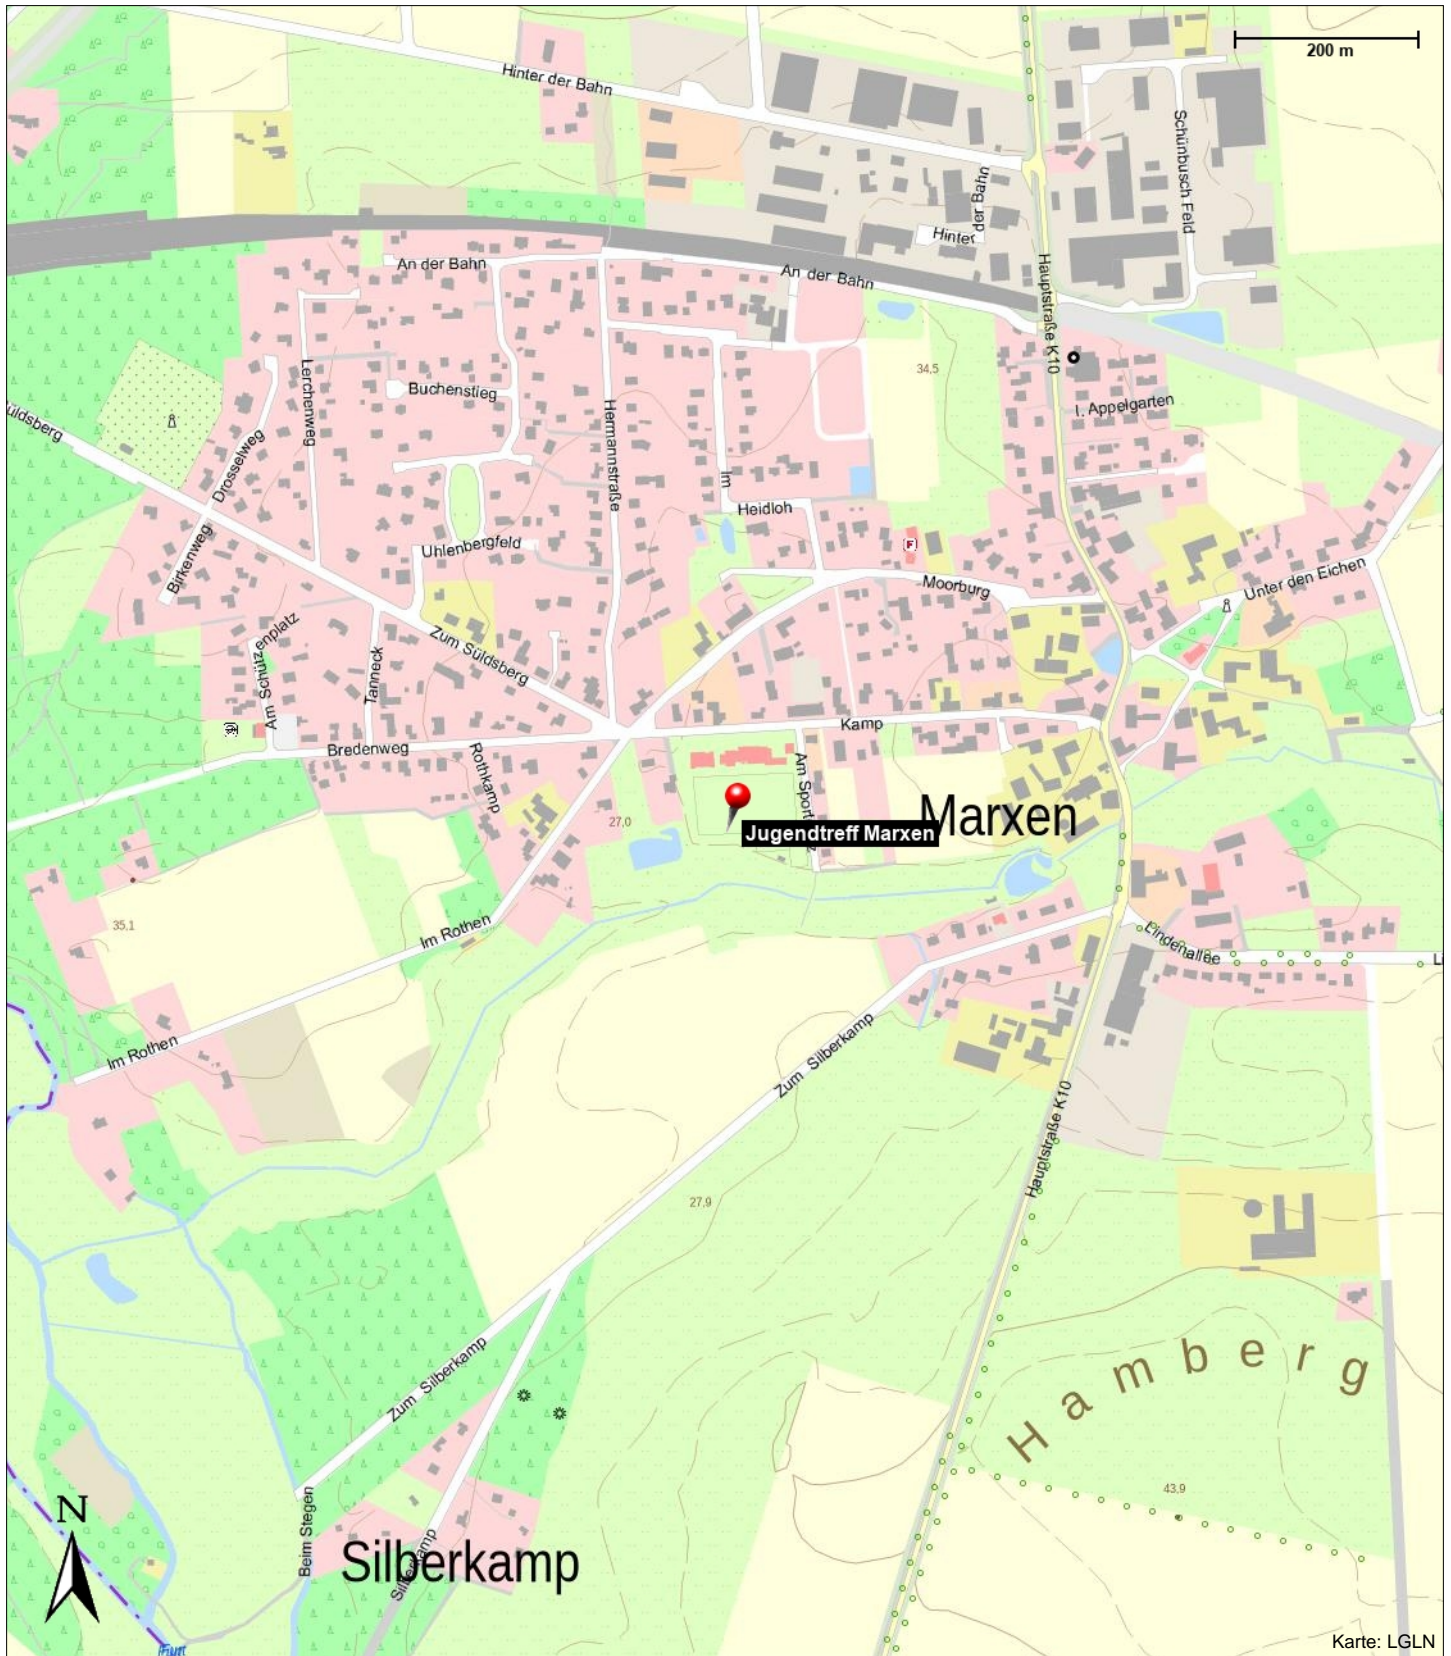 200 m
Hinter der Bahn
Schünbusch Feld
Hinter der Bahn
An der Bahn
An der Bahn
Hauptstraße K10
34,5
Lerchenweg
Buchenstieg
I. Appelgarten
Hermannstraße
Drosselweg
Im Heidloh
Birkenweg
Uhlenbergfeld
F
Moorburg
Unter den Eichen
Am Schützenplatz
Tanneck
Zum Süldsberg
Kamp
Bredenweg
Rothkamp
27,0
Jugendtreff Marxen
Marxen
35,1
Im Rothen
Lindenallee
Im Rothen
Zum Silberkamp
Hauptstraße K10
27,9
Zum Silberkamp
Hamberg
43,9
N
Beim Stegen
Silberkamp
Silberkamp
Karte: LGLN